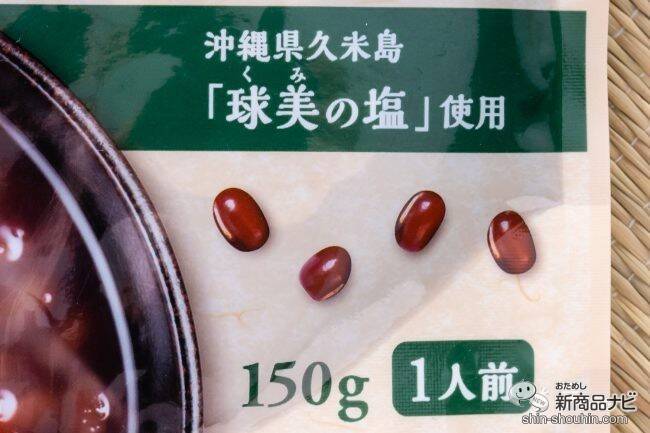 沖縄県久米島
くみ
「球美の塩」使用
150g 1人前
おためし
新商品ナビ
shin-shouhin.com